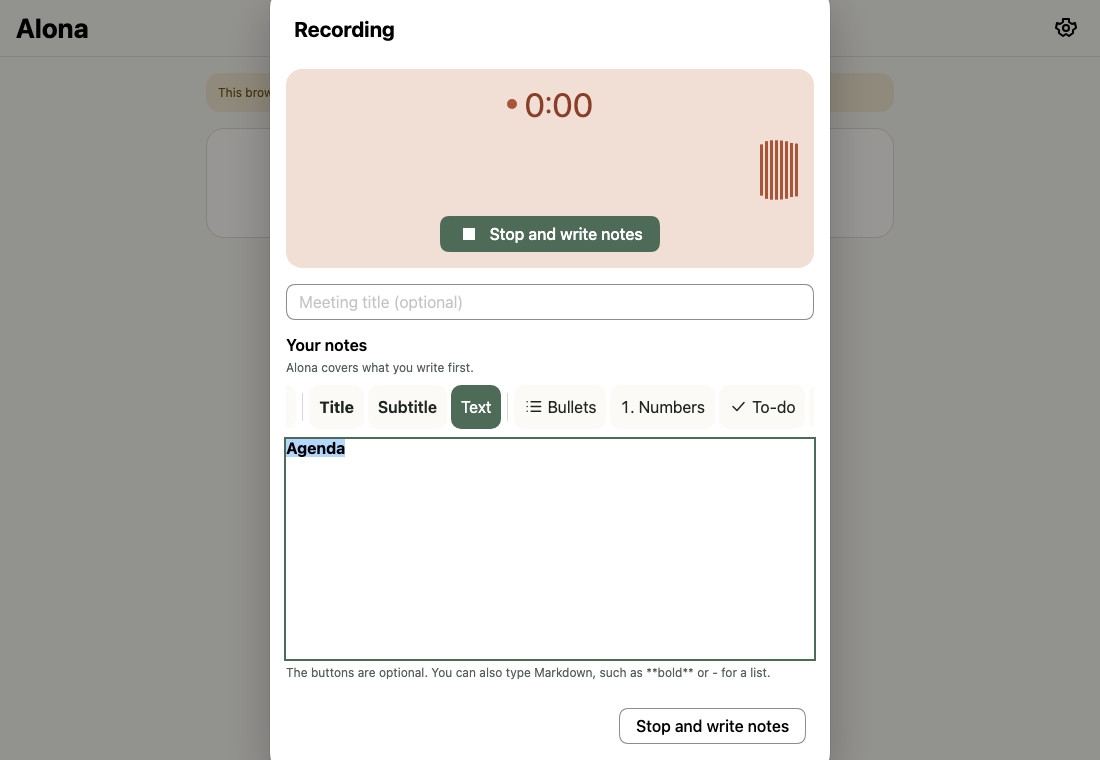 Alona
Recording
This brow
0:00
Stop and write notes
Meeting title (optional)
Your notes
Alona covers what you write first.
Title Subtitle Text Bullets 1. Numbers To-do
Agenda
The buttons are optional. You can also type Markdown, such as **bold** or - for a list.
Stop and write notes